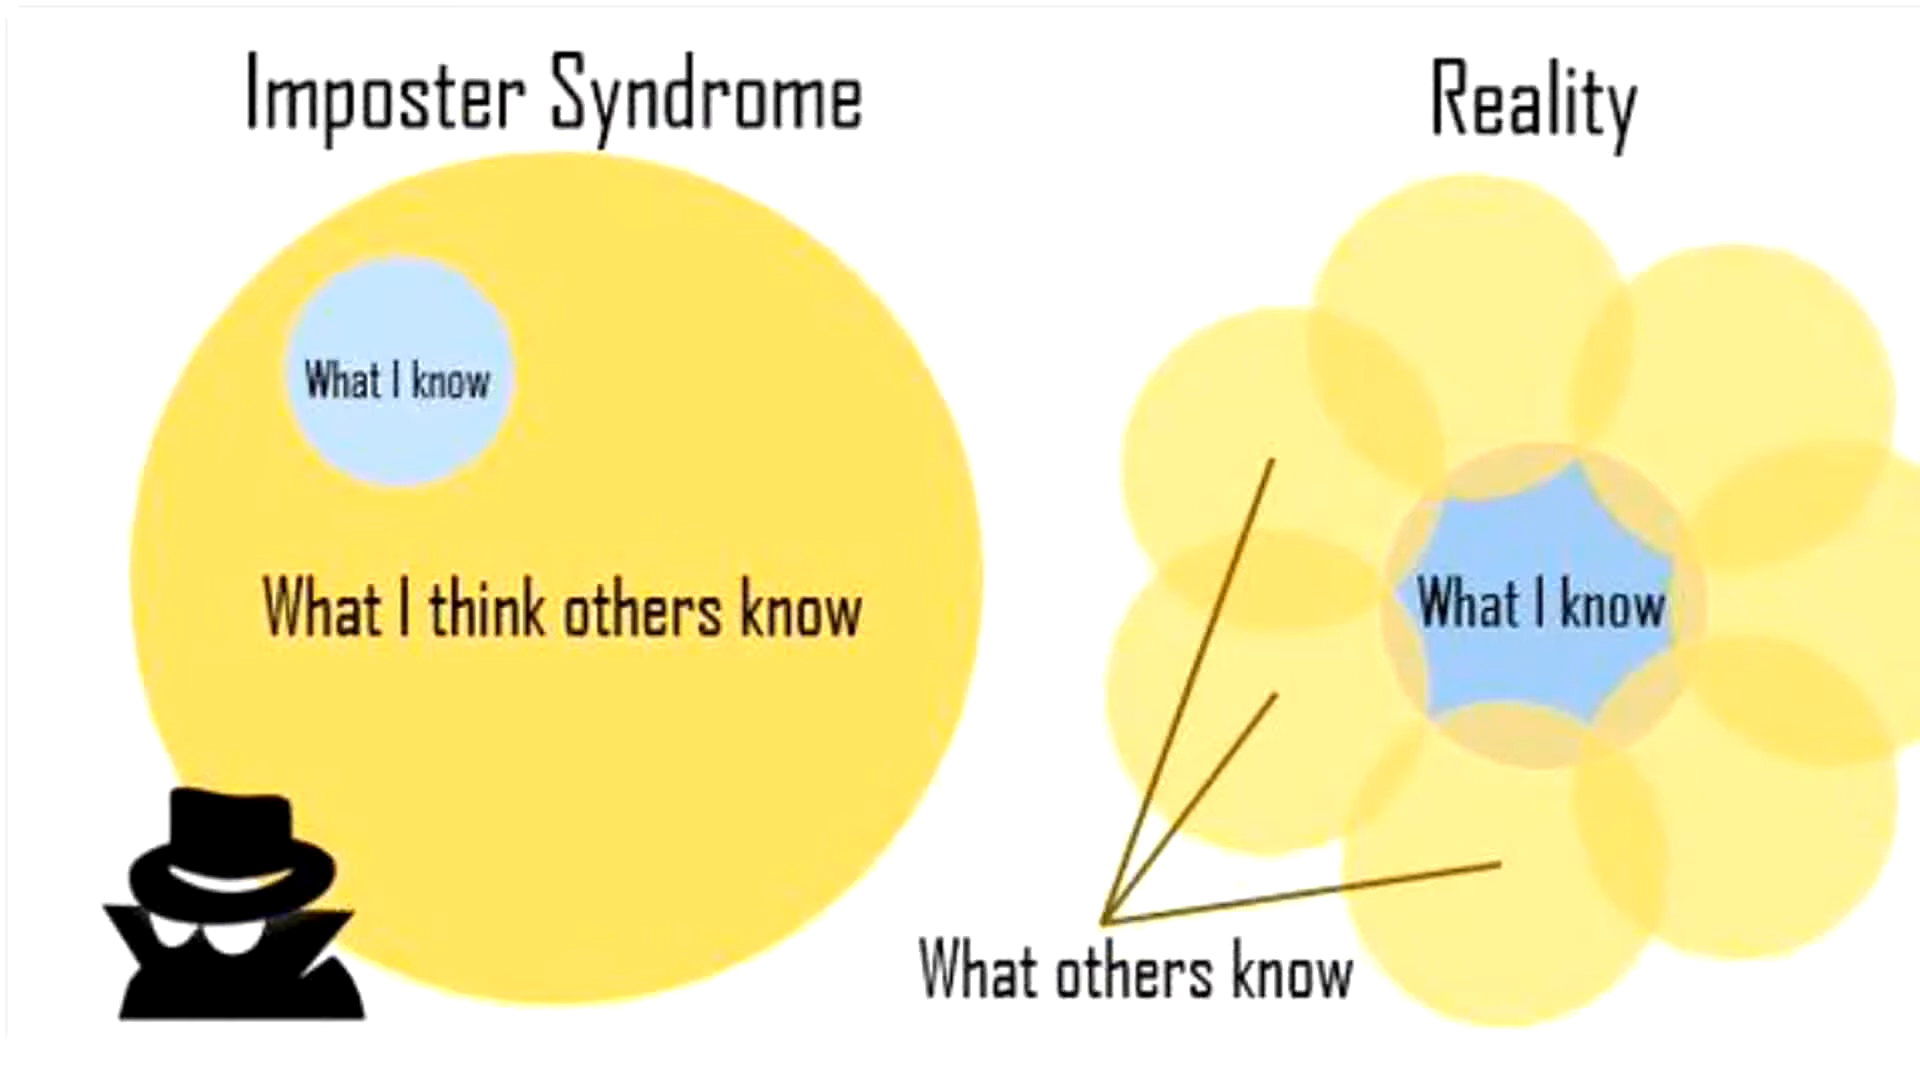 Imposter Syndrome
Reality
What I know
What I think others know
What I know
What others know